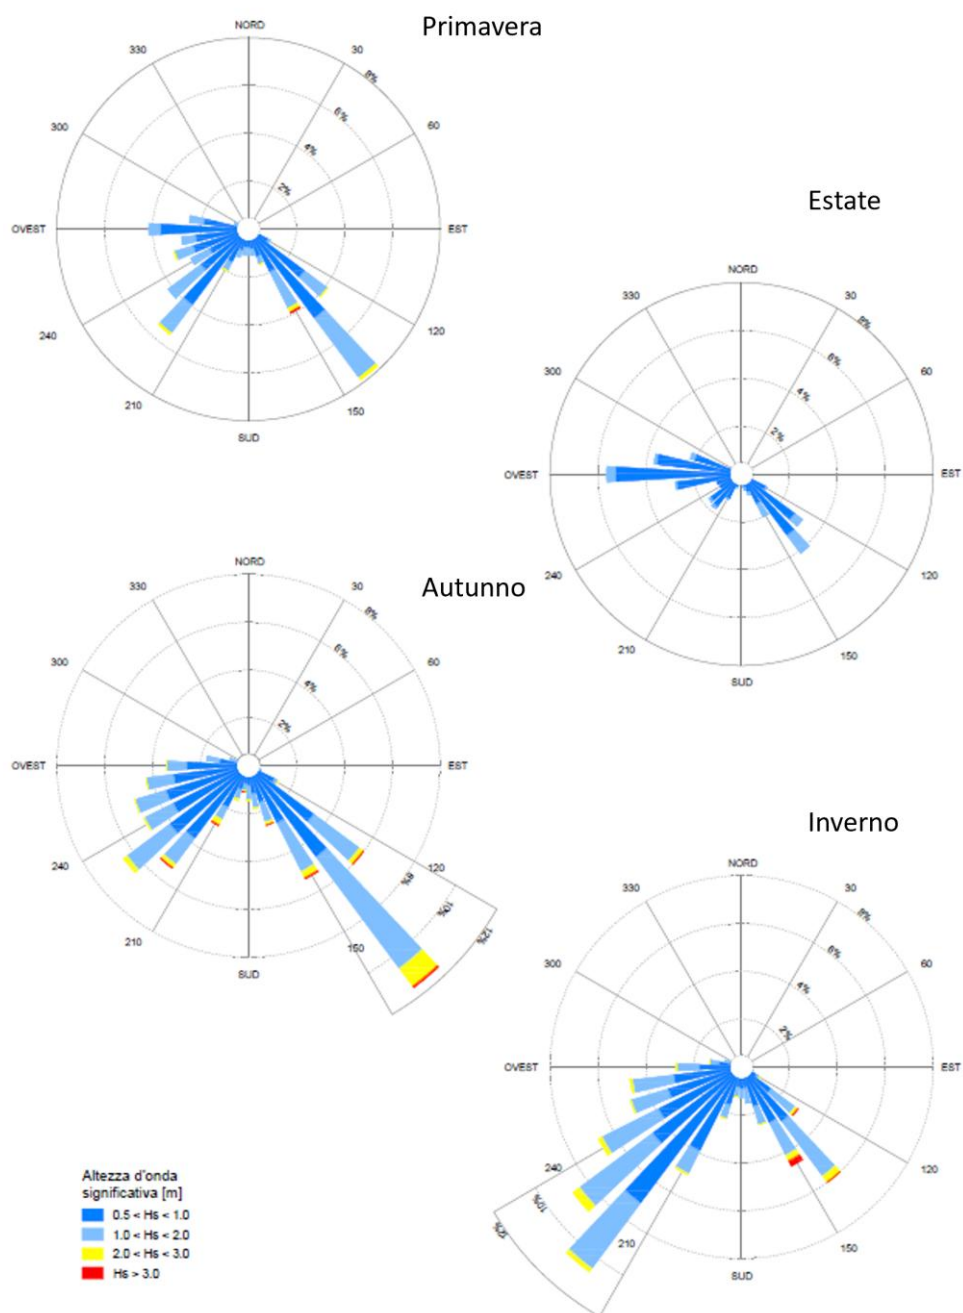 Primavera
NORD
330
30
8%
6%
300
60
4%
2%
OVEST
EST
240
120
210
150
SUD
Estate
NORD
330
30
8%
6%
300
60
4%
2%
OVEST
EST
240
120
210
150
SUD
Autunno
NORD
330
30
8%
6%
300
60
4%
2%
OVEST
EST
240
120
8%
10%
12%
210
150
SUD
Inverno
NORD
330
30
8%
6%
300
60
4%
2%
OVEST
EST
240
120
10%
12%
210
150
SUD
Altezza d'onda
significativa [m]
0.5 < Hs < 1.0
1.0 < Hs < 2.0
2.0 < Hs < 3.0
Hs > 3.0